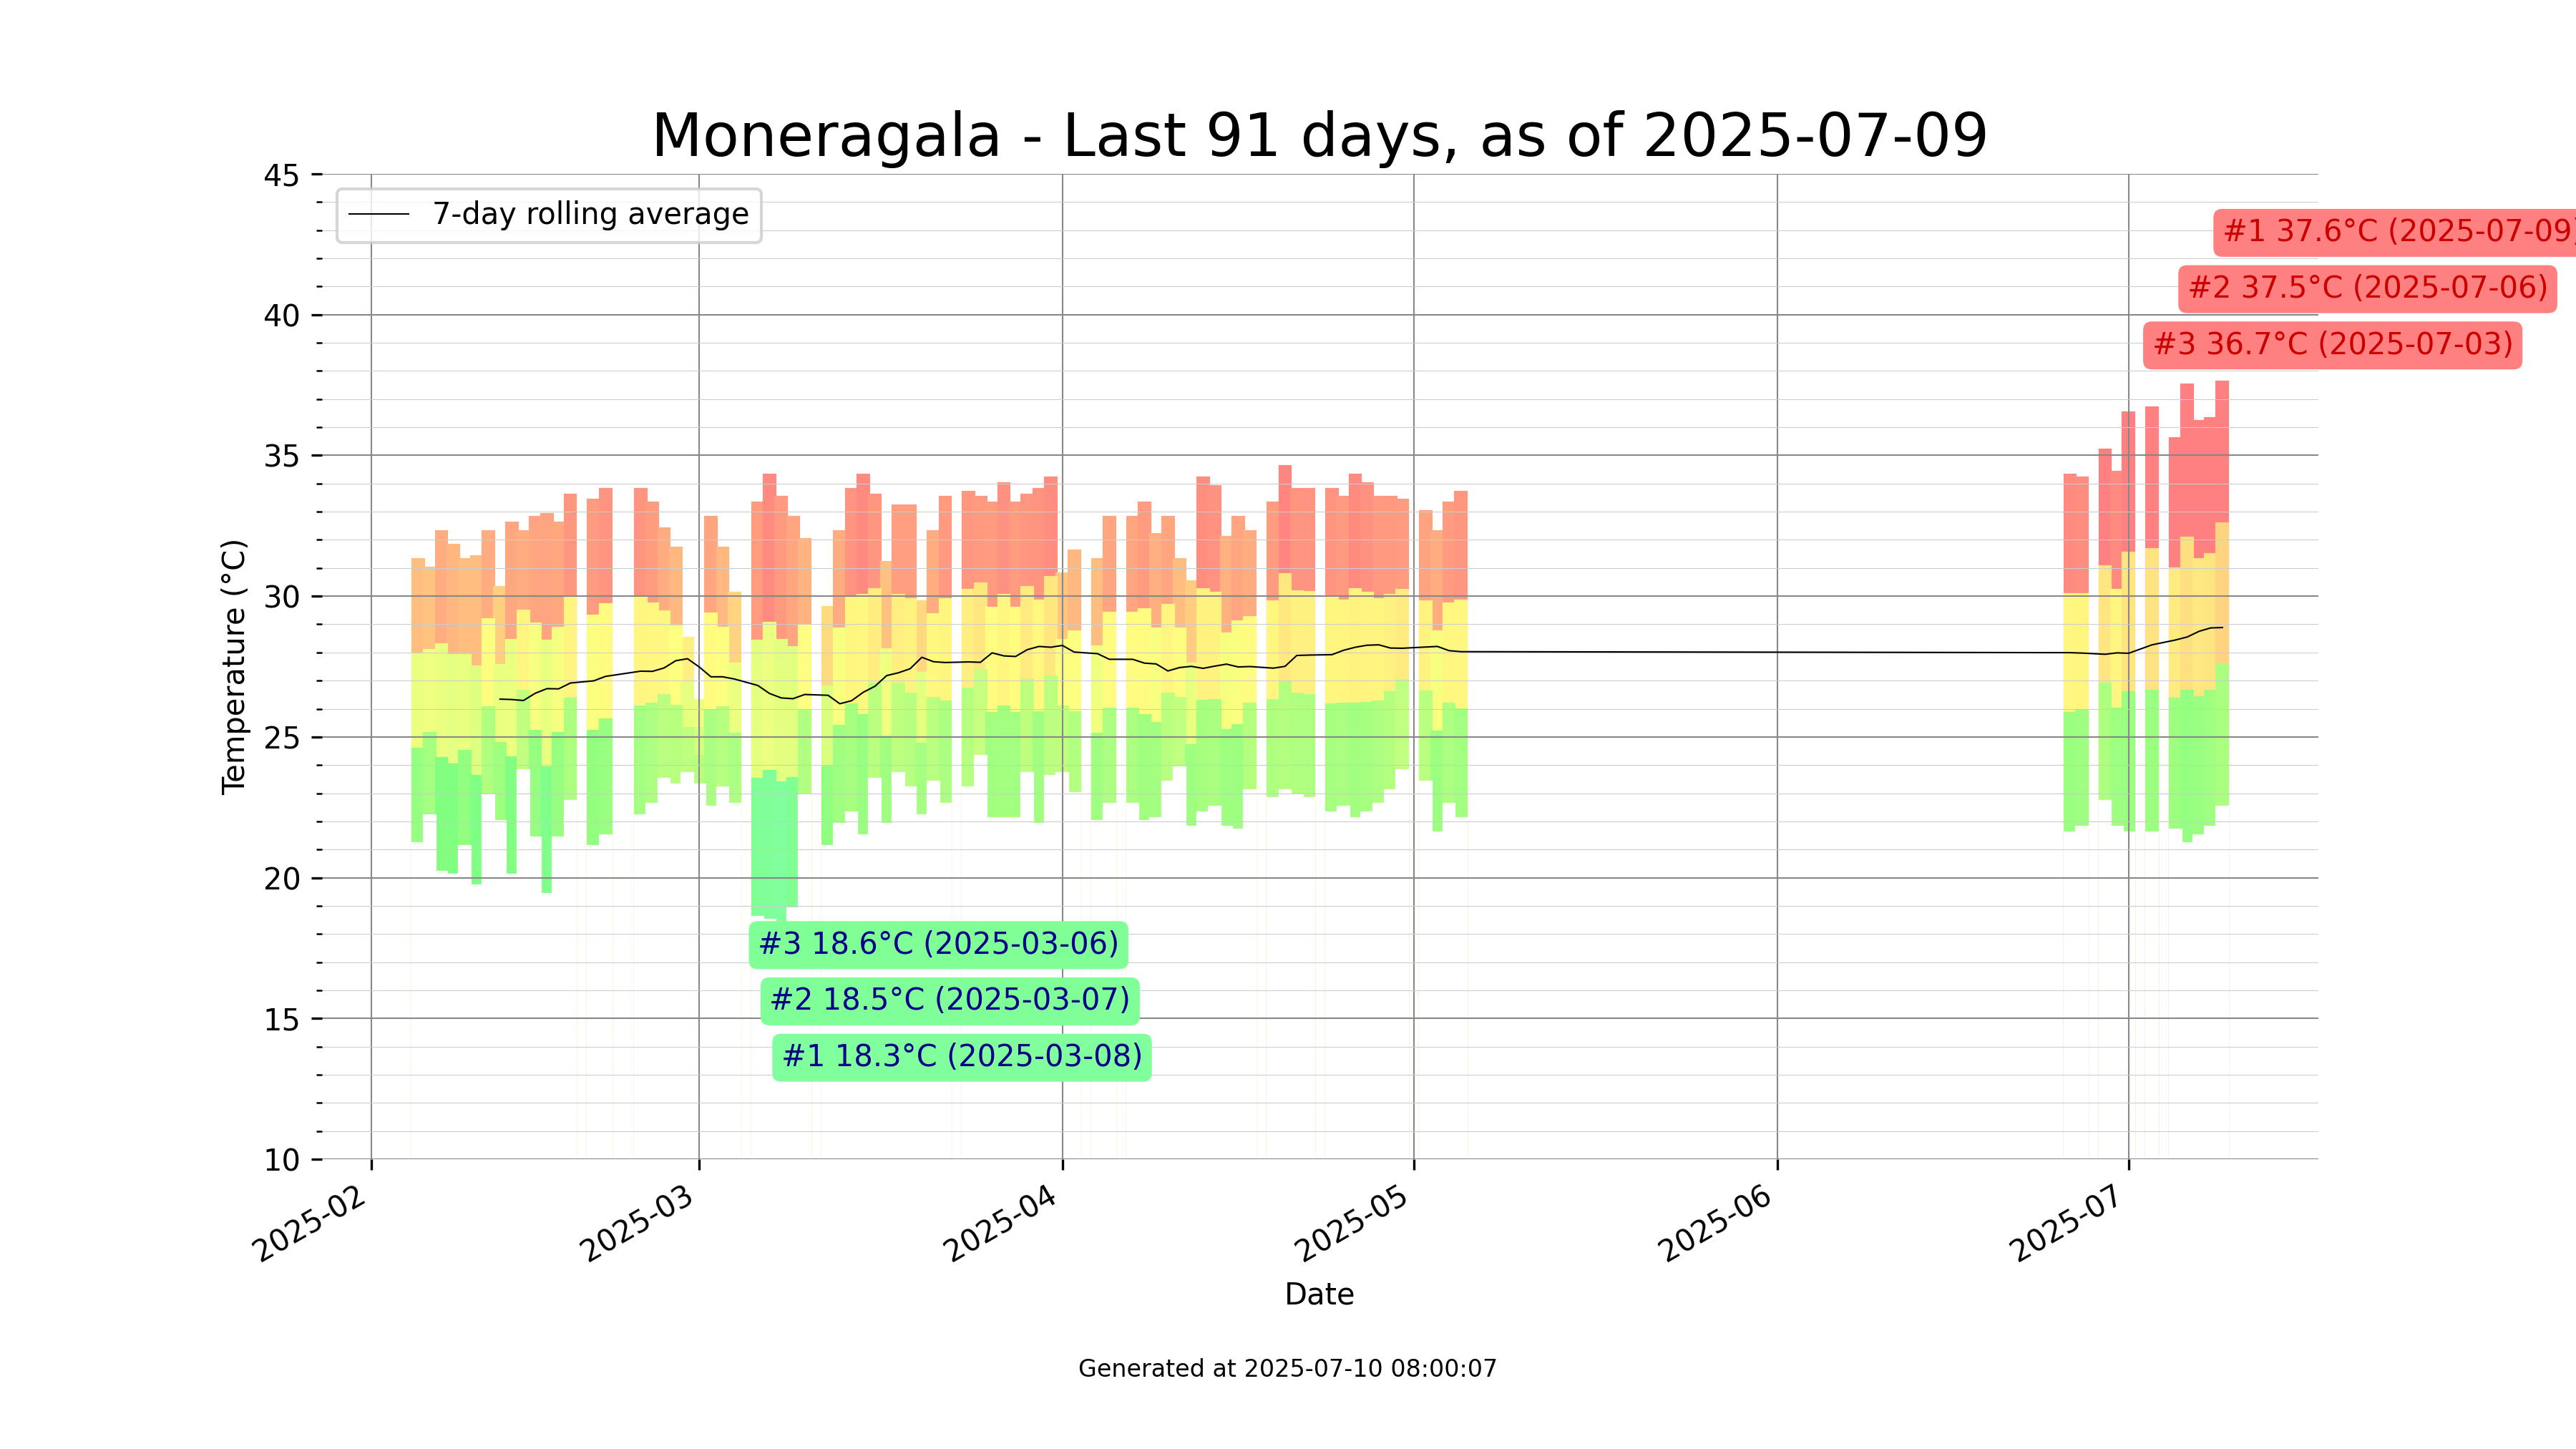 Moneragala - Last 91 days, as of 2025-07-09
7-day rolling average
#1 37.6°C (2025-07-09)
#2 37.5°C (2025-07-06)
#3 36.7°C (2025-07-03)
45
40
35
30
25
20
15
10
Temperature (°C)
#3 18.6°C (2025-03-06)
#2 18.5°C (2025-03-07)
#1 18.3°C (2025-03-08)
2025-02
2025-03
2025-04
2025-05
2025-06
2025-07
Date
Generated at 2025-07-10 08:00:07